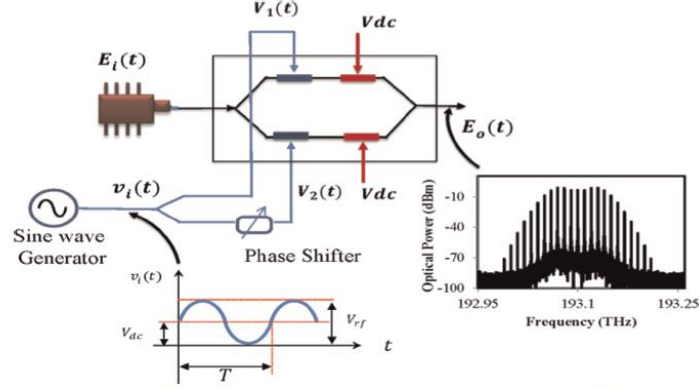 V₁(t)
Vdc
Eᵢ(t)
Eₒ(t)
vᵢ(t)
V₂(t)
Vdc
Sine wave
Generator
Phase Shifter
vᵢ(t)
V_dc
V_rf
t
T
Optical Power (dBm)
-10
-40
-70
-100
192.95
193.1
193.25
Frequency (THz)